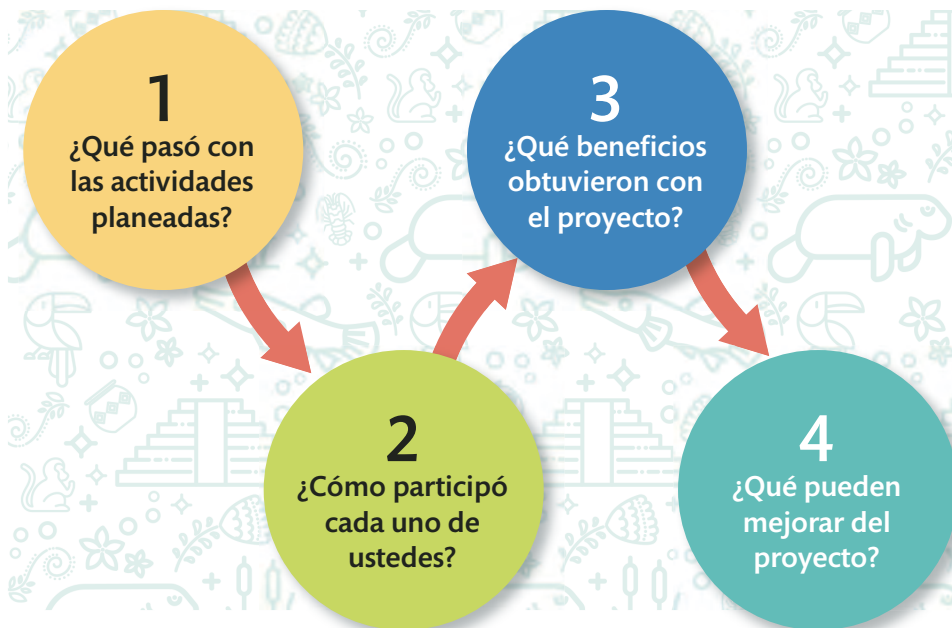 1
¿Qué pasó con
las actividades
planeadas?
2
¿Cómo participó
cada uno de
ustedes?
3
¿Qué beneficios
obtuvieron con
el proyecto?
4
¿Qué pueden
mejorar del
proyecto?